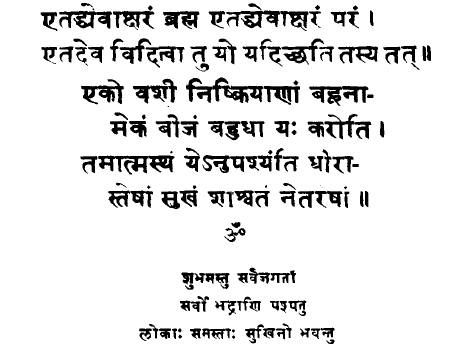 एतद्ध्येवाक्षरं ब्रह्म एतद्ध्येवाक्षरं परं ।
एतदेव विदित्वा तु यो यदिच्छति तस्य तत् ॥
एको वशी निष्क्रियाणां बहूना-
मेकं बीजं बहुधा यः करोति ।
तमात्मस्थं येऽनुपश्यंति धीरा-
स्तेषां सुखं शाश्वतं नेतरषां ॥
ॐ
शुभमस्तु सर्वजगतां
सर्वो भद्राणि पश्यतु
लोकाः समस्ताः सुखिनो भवन्तु